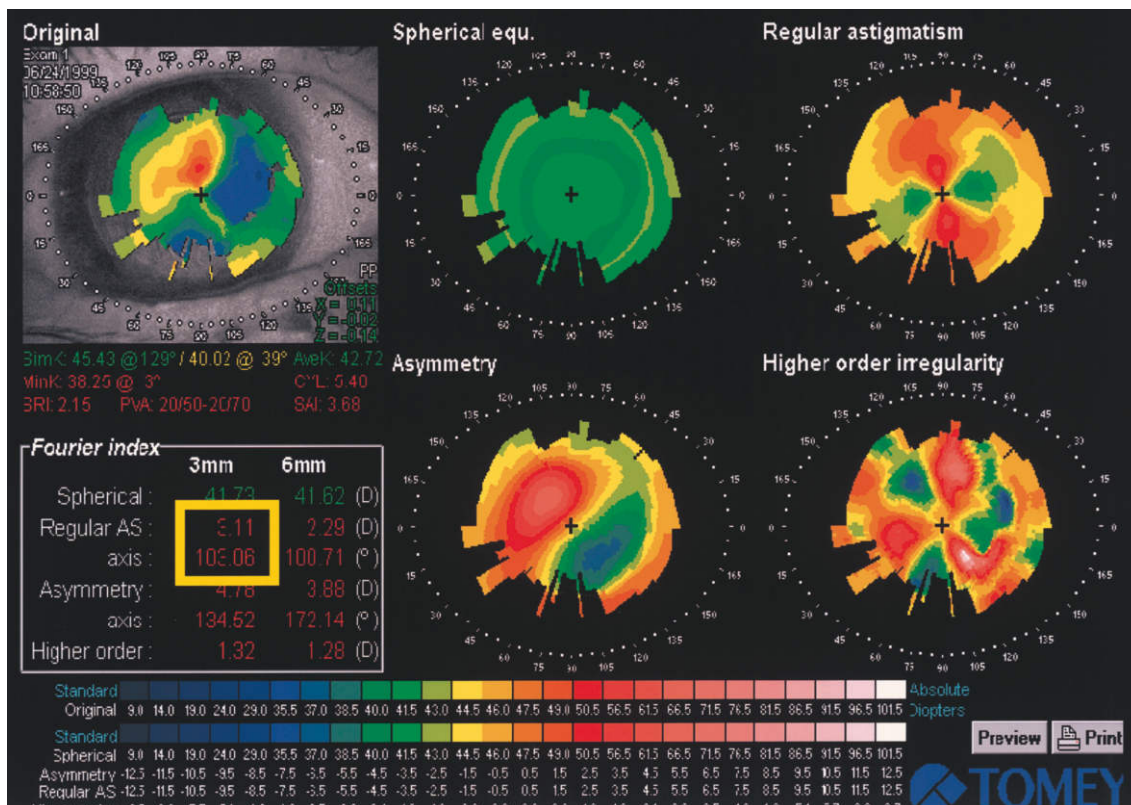 Original
Exam 1
06/24/1999
10:58:50
PP
Offsets
X = 0.11
Y = -0.02
Z = -0.14
SimK: 45.43 @ 129° / 40.02 @ 39° AveK: 42.72
MinK: 38.25 @ 3° CYL: 5.40
SRI: 2.15 PVA: 20/50-20/70 SAI: 3.68
Spherical equ.
Regular astigmatism
Asymmetry
Higher order irregularity
Fourier index
3mm 6mm
Spherical : 41.73 41.62 (D)
Regular AS : 3.11 2.29 (D)
axis : 103.06 100.71 (°)
Asymmetry : 4.78 3.88 (D)
axis : 134.52 172.14 (°)
Higher order : 1.32 1.28 (D)
Standard Absolute
Original 9.0 14.0 19.0 24.0 29.0 35.5 37.0 38.5 40.0 41.5 43.0 44.5 46.0 47.5 49.0 50.5 56.5 61.5 66.5 71.5 76.5 81.5 86.5 91.5 96.5 101.5 Diopters
Standard
Spherical 9.0 14.0 19.0 24.0 29.0 35.5 37.0 38.5 40.0 41.5 43.0 44.5 46.0 47.5 49.0 50.5 56.5 61.5 66.5 71.5 76.5 81.5 86.5 91.5 96.5 101.5
Asymmetry -12.5 -11.5 -10.5 -9.5 -8.5 -7.5 -6.5 -5.5 -4.5 -3.5 -2.5 -1.5 -0.5 0.5 1.5 2.5 3.5 4.5 5.5 6.5 7.5 8.5 9.5 10.5 11.5 12.5
Regular AS -12.5 -11.5 -10.5 -9.5 -8.5 -7.5 -6.5 -5.5 -4.5 -3.5 -2.5 -1.5 -0.5 0.5 1.5 2.5 3.5 4.5 5.5 6.5 7.5 8.5 9.5 10.5 11.5 12.5
Preview Print
TOMEY